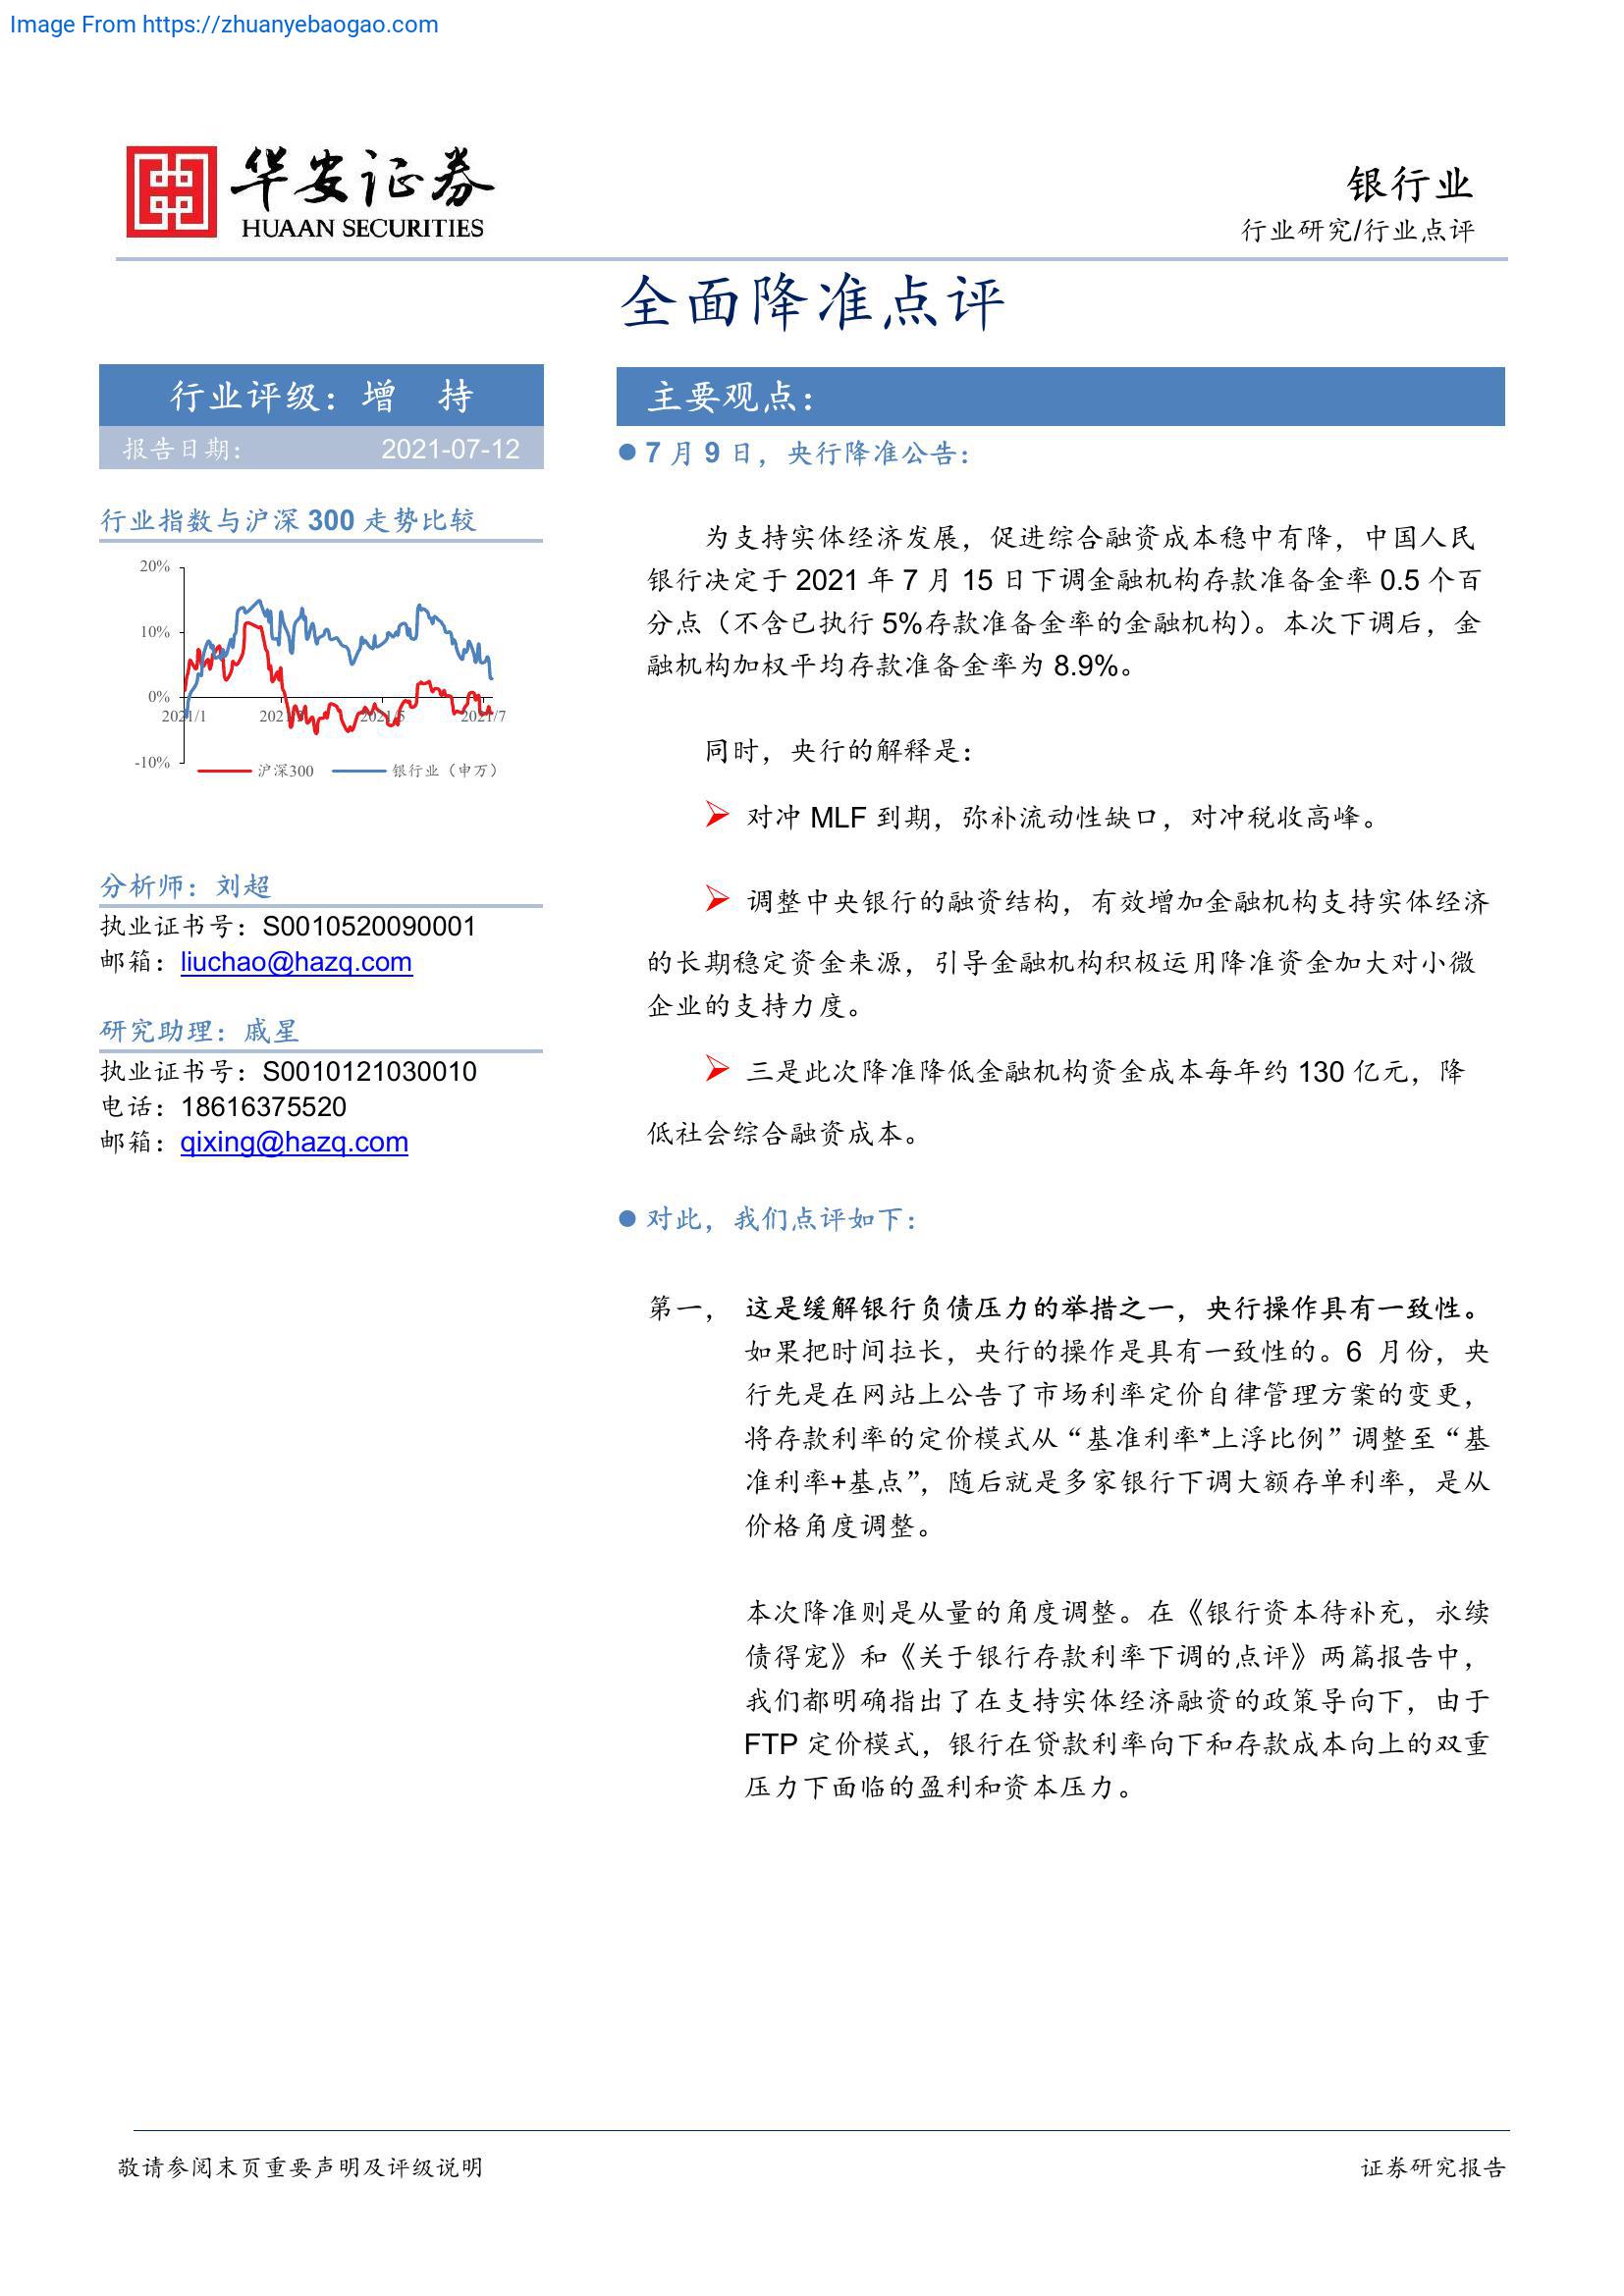 Image From https://zhuanyebaogao.com
华安证券
HUAAN SECURITIES
银行业
行业研究/行业点评
全面降准点评
行业评级：增 持
报告日期： 2021-07-12
行业指数与沪深 300 走势比较
20%
10%
0%
-10%
2021/1 2021/3 2021/5 2021/7
沪深300 银行业（申万）
分析师：刘超
执业证书号：S0010520090001
邮箱：liuchao@hazq.com
研究助理：戚星
执业证书号：S0010121030010
电话：18616375520
邮箱：qixing@hazq.com
主要观点：
7 月 9 日，央行降准公告：
为支持实体经济发展，促进综合融资成本稳中有降，中国人民
银行决定于 2021 年 7 月 15 日下调金融机构存款准备金率 0.5 个百
分点（不含已执行 5%存款准备金率的金融机构）。本次下调后，金
融机构加权平均存款准备金率为 8.9%。
同时，央行的解释是：
对冲 MLF 到期，弥补流动性缺口，对冲税收高峰。
调整中央银行的融资结构，有效增加金融机构支持实体经济
的长期稳定资金来源，引导金融机构积极运用降准资金加大对小微
企业的支持力度。
三是此次降准降低金融机构资金成本每年约 130 亿元，降
低社会综合融资成本。
对此，我们点评如下：
第一， 这是缓解银行负债压力的举措之一，央行操作具有一致性。
如果把时间拉长，央行的操作是具有一致性的。6 月份，央
行先是在网站上公告了市场利率定价自律管理方案的变更，
将存款利率的定价模式从“基准利率*上浮比例”调整至“基
准利率+基点”，随后就是多家银行下调大额存单利率，是从
价格角度调整。
本次降准则是从量的角度调整。在《银行资本待补充，永续
债得宠》和《关于银行存款利率下调的点评》两篇报告中，
我们都明确指出了在支持实体经济融资的政策导向下，由于
FTP 定价模式，银行在贷款利率向下和存款成本向上的双重
压力下面临的盈利和资本压力。
敬请参阅末页重要声明及评级说明
证券研究报告